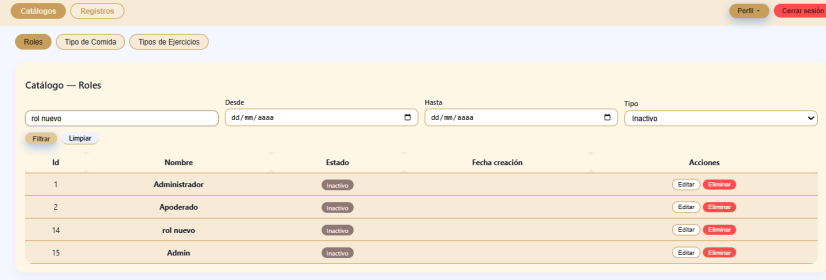 Catálogos Registros Perfil Cerrar sesión
Roles Tipo de Comida Tipos de Ejercicios
Catálogo — Roles
Desde Hasta Tipo
rol nuevo dd/mm/aaaa dd/mm/aaaa Inactivo
Filtrar Limpiar
Id Nombre Estado Fecha creación Acciones
1 Administrador Inactivo Editar Eliminar
2 Apoderado Inactivo Editar Eliminar
14 rol nuevo Inactivo Editar Eliminar
15 Admin Inactivo Editar Eliminar